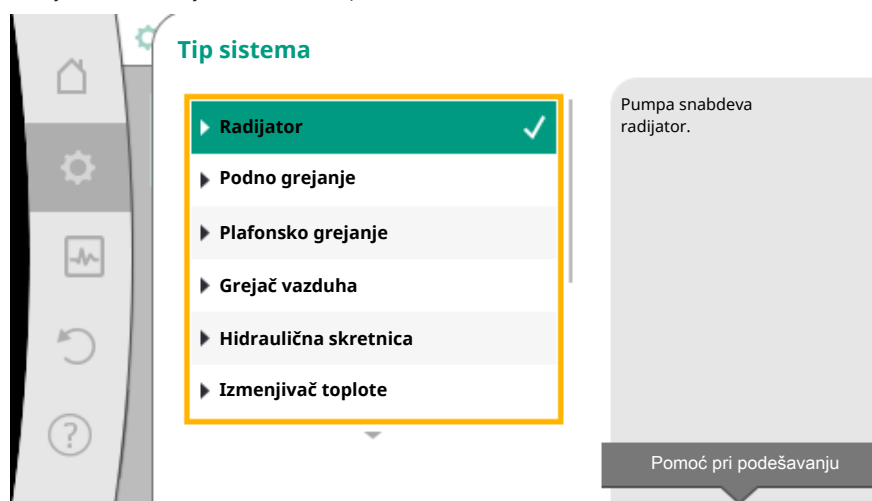 Tip sistema
Radijator
Podno grejanje
Plafonsko grejanje
Grejač vazduha
Hidraulična skretnica
Izmenjivač toplote
Pumpa snabdeva
radijator.
Pomoć pri podešavanju